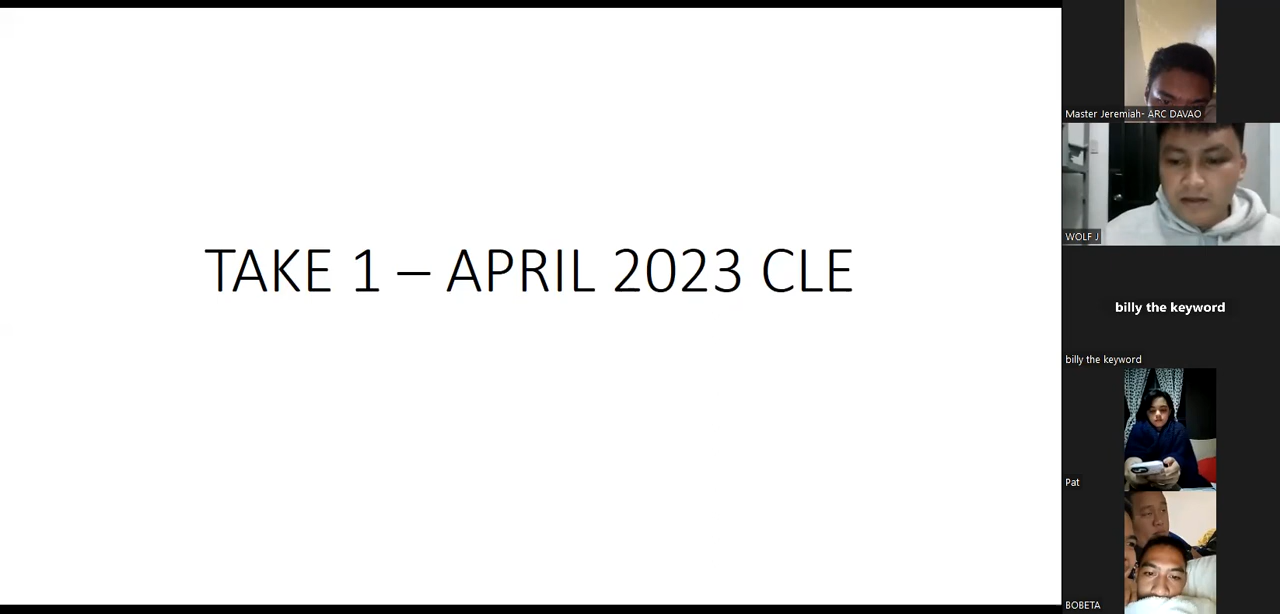 TAKE 1 – APRIL 2023 CLE
Master Jeremiah- ARC DAVAO
WOLF J
billy the keyword
billy the keyword
Pat
BOBETA